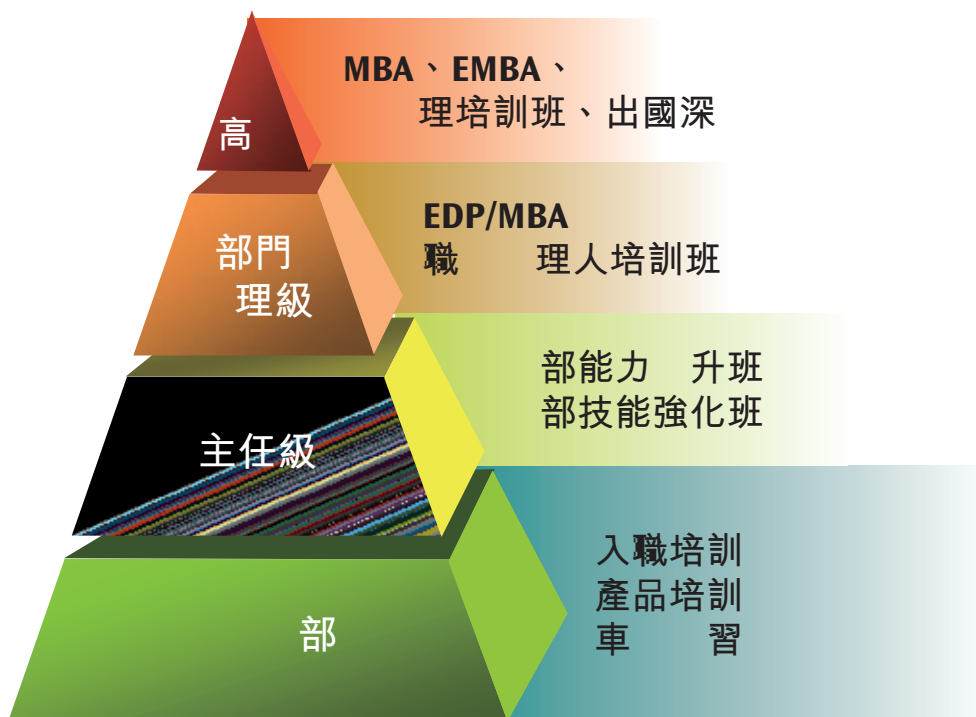 高
MBA、EMBA、
理培訓班、出國深
部門
理級
EDP/MBA
職 理人培訓班
主任級
部能力 升班
部技能強化班
部
入職培訓
產品培訓
車 習